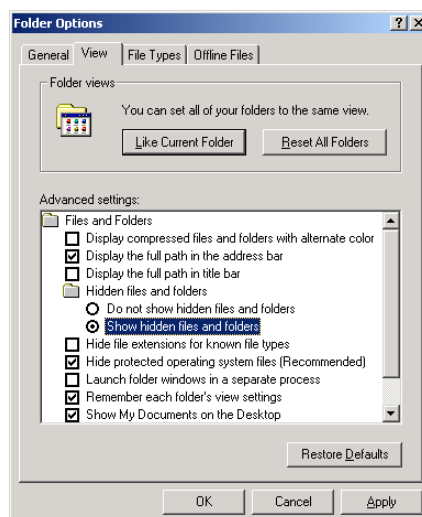 Folder Options
General View File Types Offline Files
Folder views
You can set all of your folders to the same view.
Like Current Folder Reset All Folders
Advanced settings:
Files and Folders
Display compressed files and folders with alternate color
Display the full path in the address bar
Display the full path in title bar
Hidden files and folders
Do not show hidden files and folders
Show hidden files and folders
Hide file extensions for known file types
Hide protected operating system files (Recommended)
Launch folder windows in a separate process
Remember each folder's view settings
Show My Documents on the Desktop
Restore Defaults
OK Cancel Apply